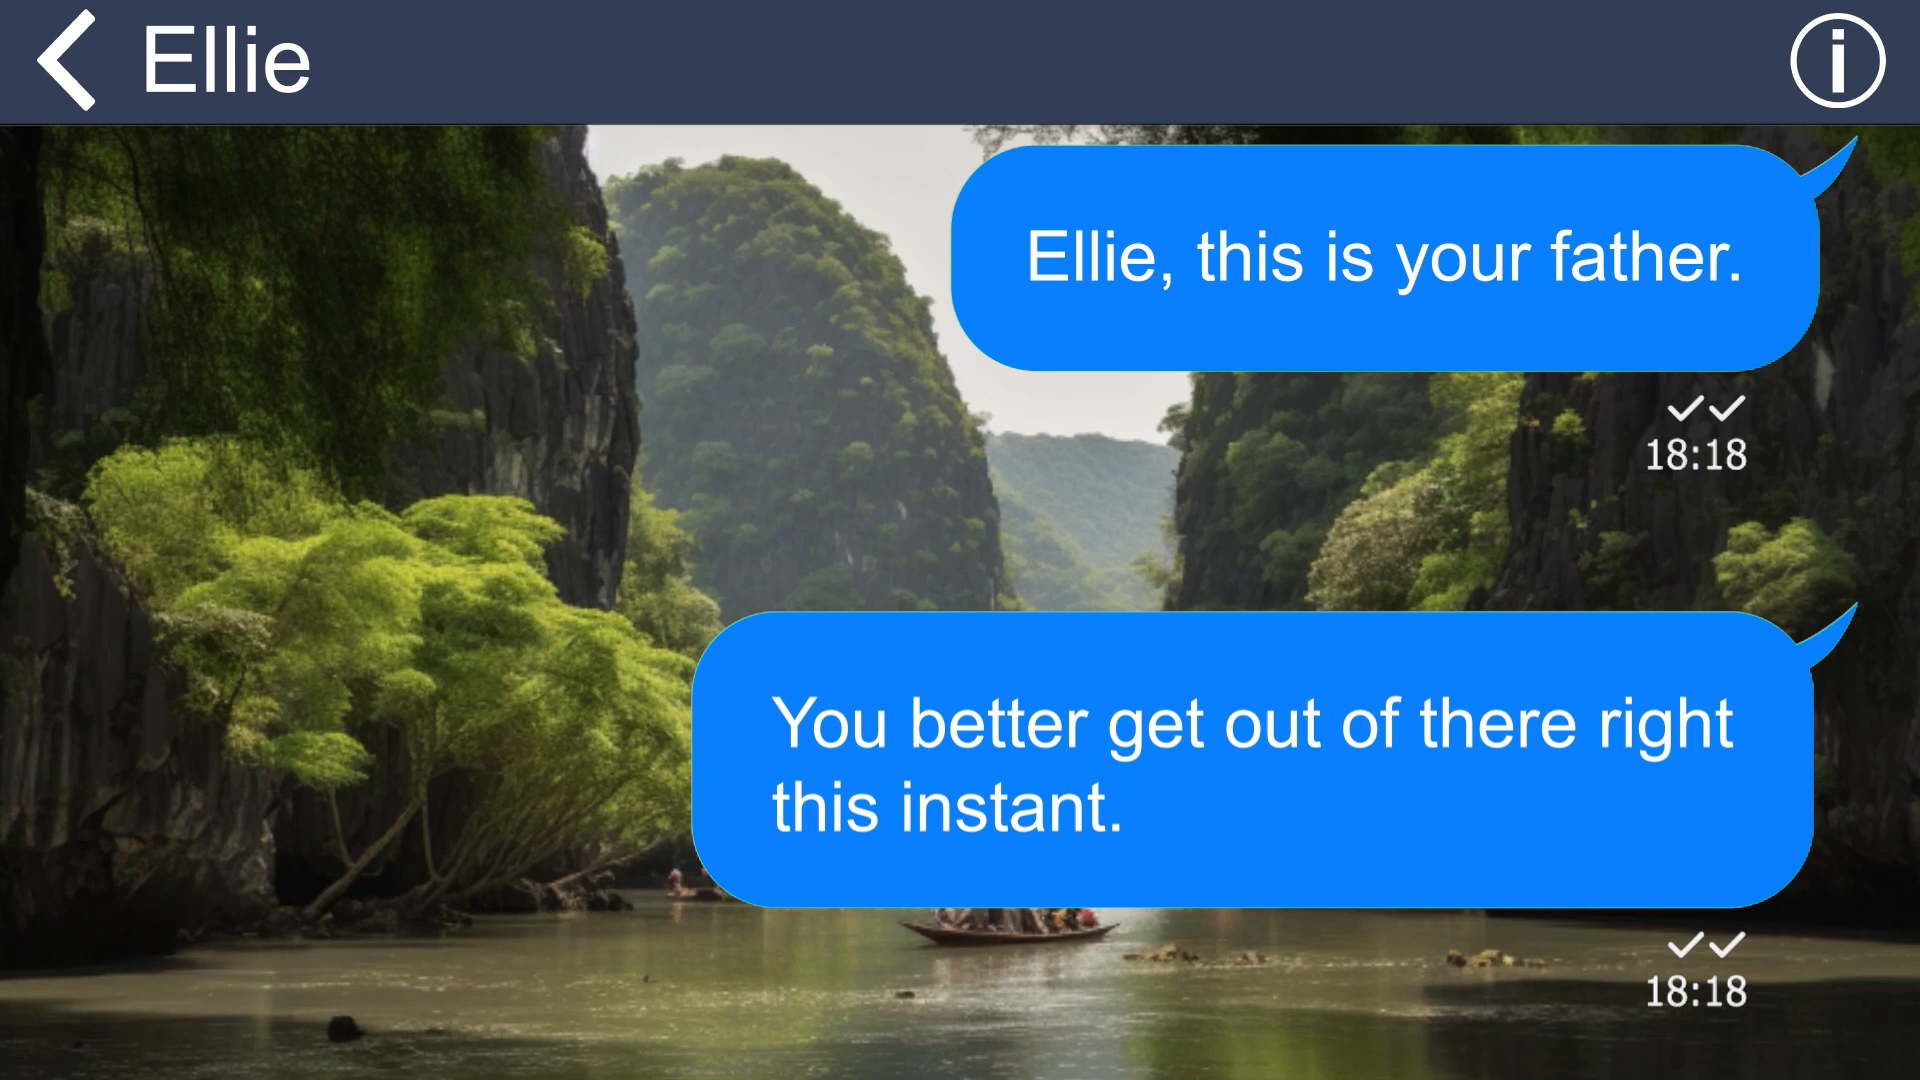 Ellie
Ellie, this is your father.
18:18
You better get out of there right
this instant.
18:18